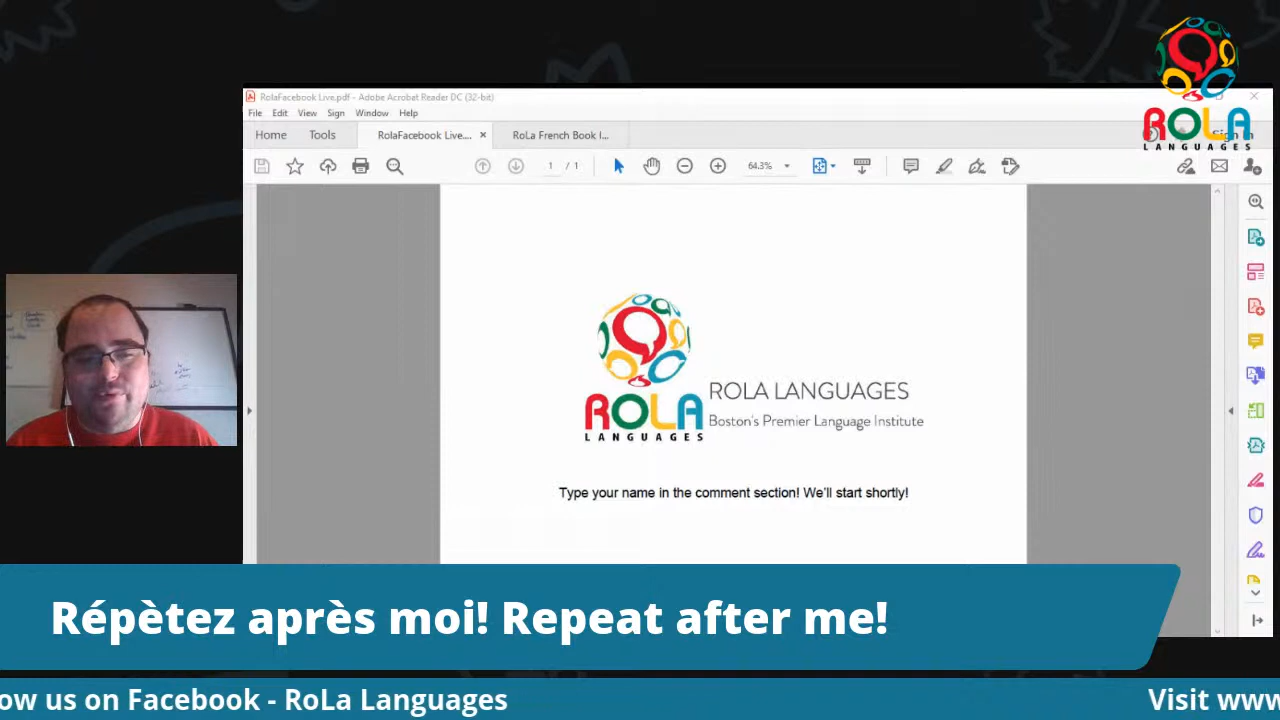 ROLA
LANGUAGES
RolaFacebook Live.pdf - Adobe Acrobat Reader DC (32-bit)
File Edit View Sign Window Help
Home Tools RolaFacebook Live.... × RoLa French Book I...
1 / 1 64.3%
ROLA LANGUAGES
Boston's Premier Language Institute
ROLA
LANGUAGES
Type your name in the comment section! We'll start shortly!
Répètez après moi! Repeat after me!
ow us on Facebook - RoLa Languages
Visit www